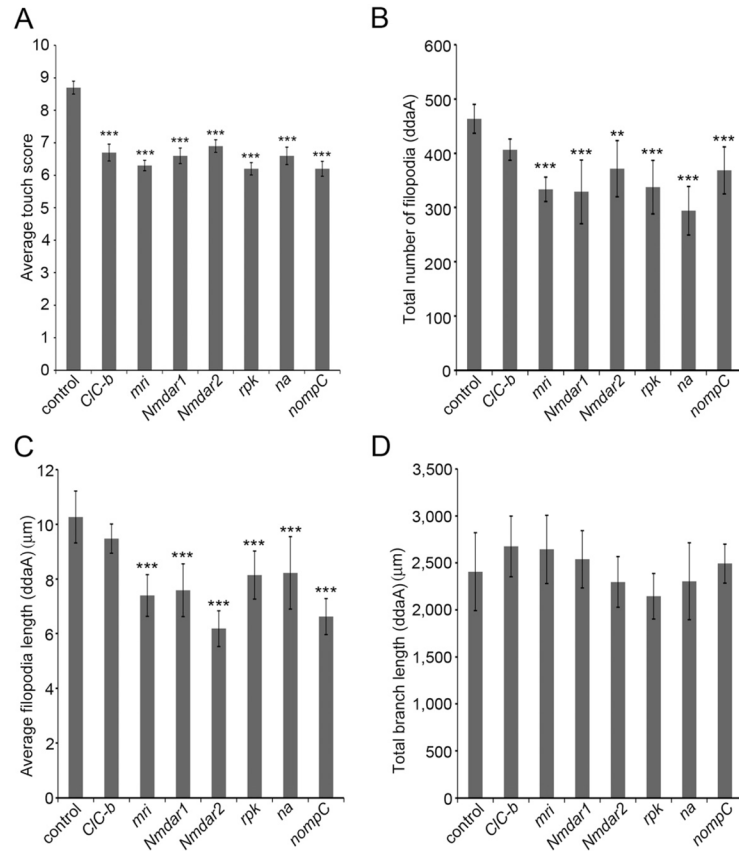 A
10
9
8
7
6
5
4
3
2
1
0
Average touch score
***
***
***
***
***
***
***
control
ClC-b
mri
Nmdar1
Nmdar2
rpk
na
nompC
B
600
500
400
300
200
100
0
Total number of filopodia (ddaA)
***
***
**
***
***
***
control
ClC-b
mri
Nmdar1
Nmdar2
rpk
na
nompC
C
12
10
8
6
4
2
0
Average filopodia length (ddaA) (µm)
***
***
***
***
***
***
control
ClC-b
mri
Nmdar1
Nmdar2
rpk
na
nompC
D
3,500
3,000
2,500
2,000
1,500
1,000
500
0
Total branch length (ddaA) (µm)
control
ClC-b
mri
Nmdar1
Nmdar2
rpk
na
nompC